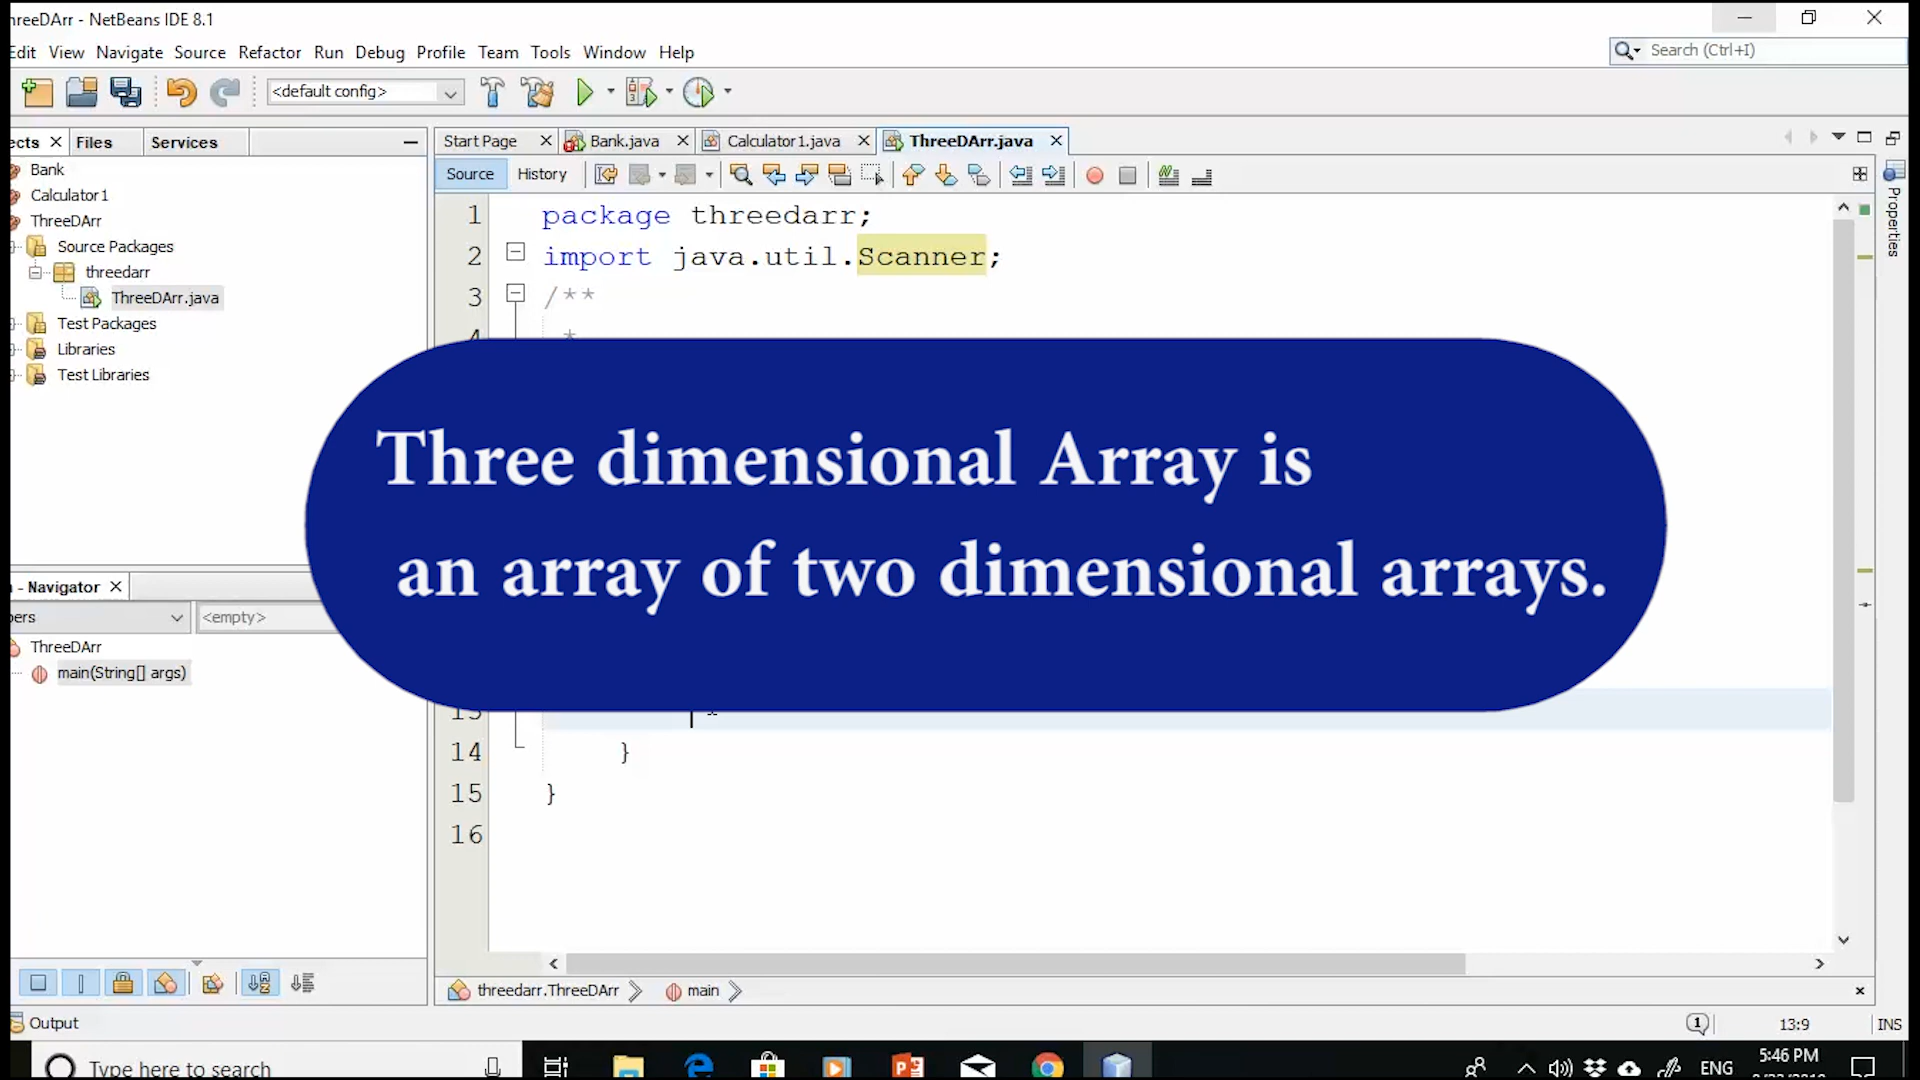 - NetBeans IDE 8.1
View Navigate Source Refactor Run Debug Profile Team Tools Window Help
Search (Ctrl+I)
<default config>
Files Services
Start Page Bank.java Calculator1.java ThreeDArr.java
Source History
Properties
Bank
Calculator1
ThreeDArr
Source Packages
threedarr
ThreeDArr.java
Test Packages
Libraries
Test Libraries
1 package threedarr;
2 import java.util.Scanner;
3 /**
4 *
Three dimensional Array is
an array of two dimensional arrays.
13
14 }
15 }
16
- Navigator
<empty>
ThreeDArr
main(String[] args)
threedarr.ThreeDArr main
Output
1 13:9 INS
Type here to search
ENG 5:46 PM